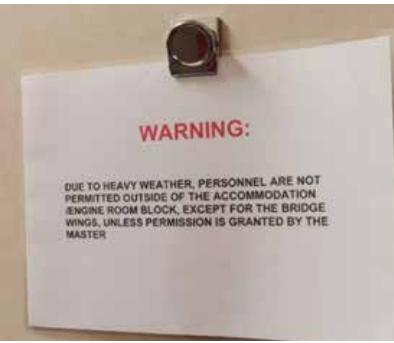 WARNING:
DUE TO HEAVY WEATHER, PERSONNEL ARE NOT
PERMITTED OUTSIDE OF THE ACCOMMODATION
/ENGINE ROOM BLOCK, EXCEPT FOR THE BRIDGE
WINGS, UNLESS PERMISSION IS GRANTED BY THE
MASTER